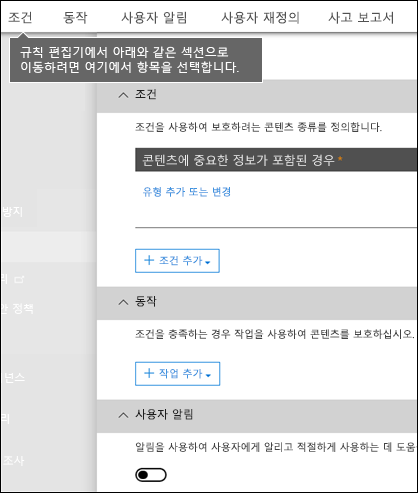 조건 동작 사용자 알림 사용자 재정의 사고 보고서
규칙 편집기에서 아래와 같은 섹션으로
이동하려면 여기에서 항목을 선택합니다.
조건
조건을 사용하여 보호하려는 콘텐츠 종류를 정의합니다.
콘텐츠에 중요한 정보가 포함된 경우 *
유형 추가 또는 변경
방지
+ 조건 추가
리
동작
한 정책
조건을 충족하는 경우 작업을 사용하여 콘텐츠를 보호하십시오.
+ 작업 추가
넌스
사용자 알림
리
알림을 사용하여 사용자에게 알리고 적절하게 사용하는 데 도움
조사